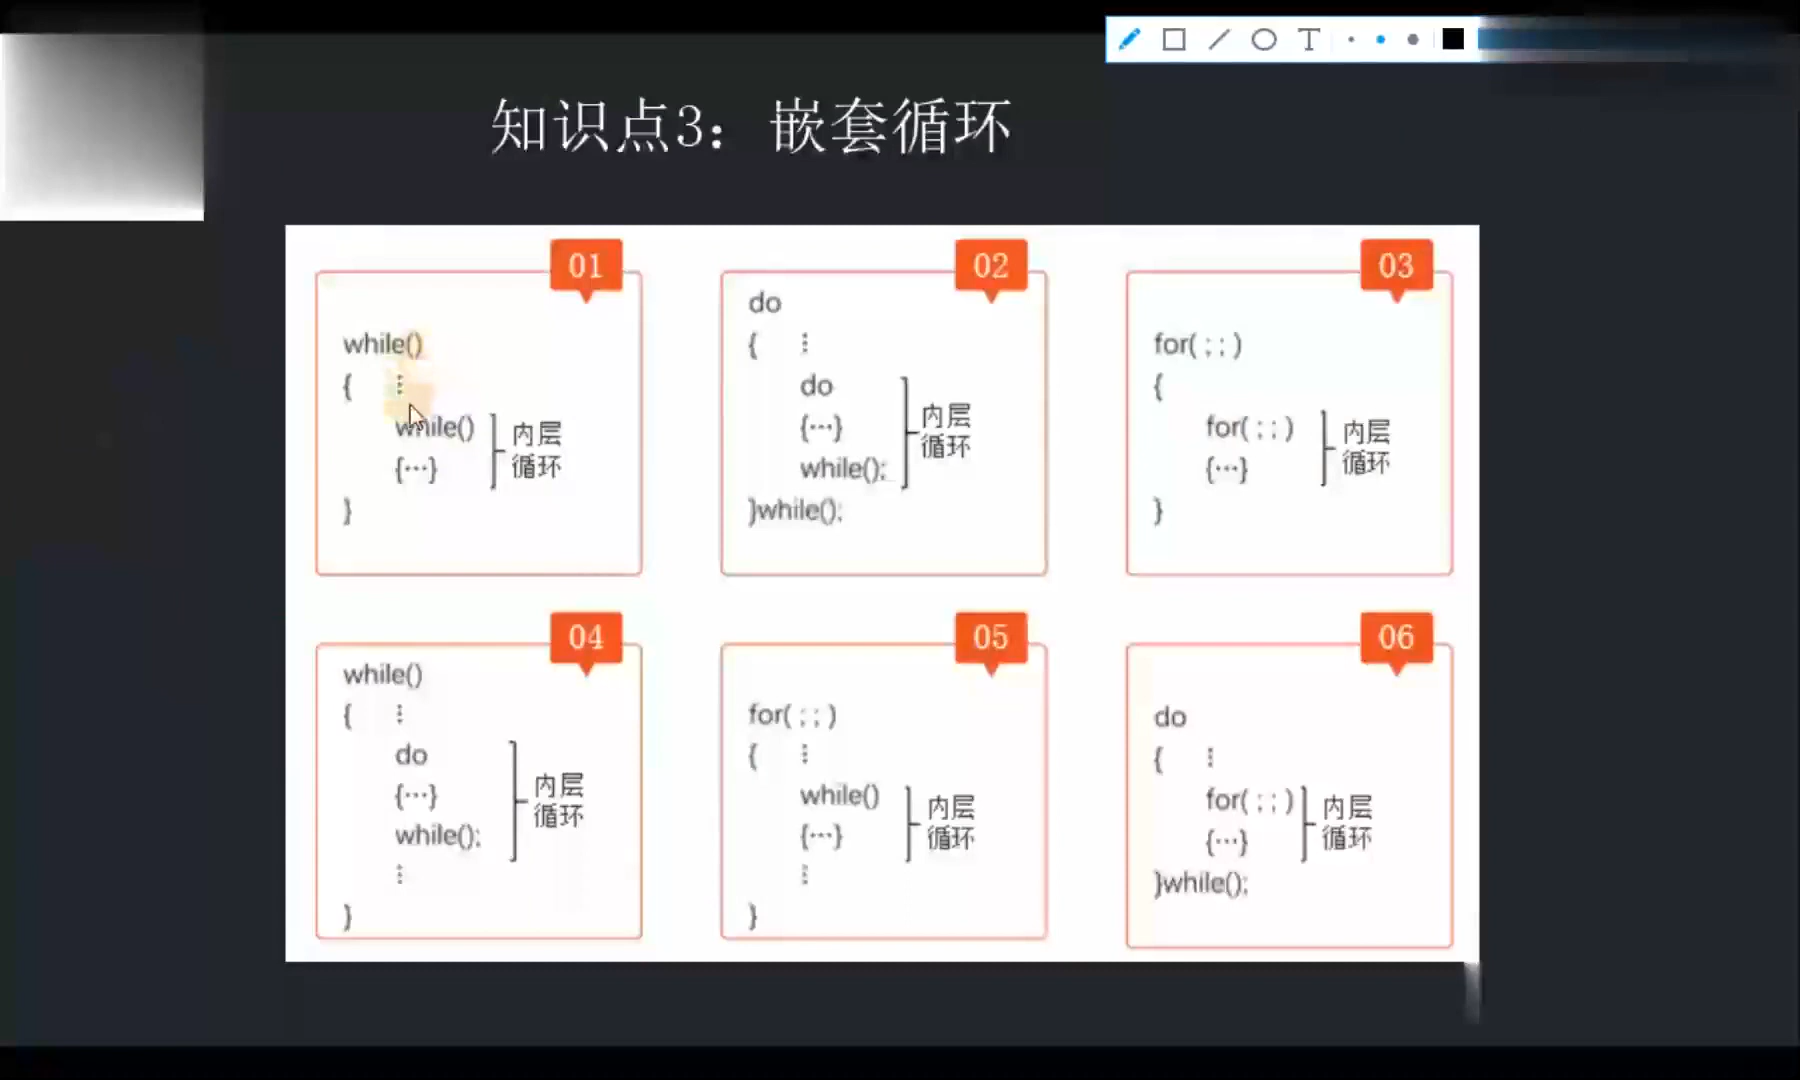 知识点3：嵌套循环
01
while()
{ ⋮
while()
{…}
}
内层
循环
02
do
{ ⋮
do
{…}
while();
}while();
内层
循环
03
for( ; ; )
{
for( ; ; )
{…}
}
内层
循环
04
while()
{ ⋮
do
{…}
while();
⋮
}
内层
循环
05
for( ; ; )
{ ⋮
while()
{…}
⋮
}
内层
循环
06
do
{ ⋮
for( ; ; )
{…}
}while();
内层
循环